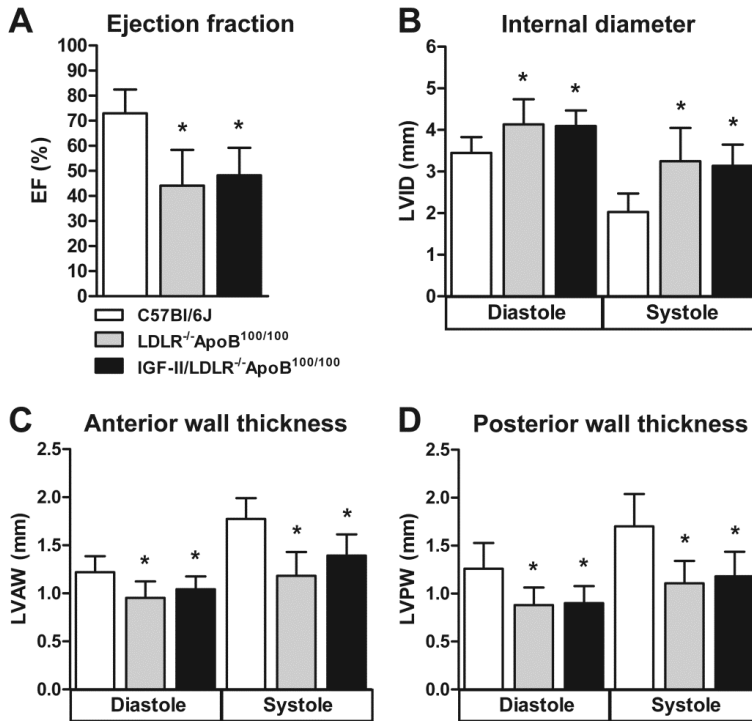 A Ejection fraction
EF (%)
100
90
80
70
60
50
40
30
20
10
0
* *
C57Bl/6J
LDLR-/-ApoB100/100
IGF-II/LDLR-/-ApoB100/100
B Internal diameter
LVID (mm)
6
5
4
3
2
1
0
* * * *
Diastole Systole
C Anterior wall thickness
LVAW (mm)
2.5
2.0
1.5
1.0
0.5
0.0
* * * *
Diastole Systole
D Posterior wall thickness
LVPW (mm)
2.5
2.0
1.5
1.0
0.5
0.0
* * * *
Diastole Systole